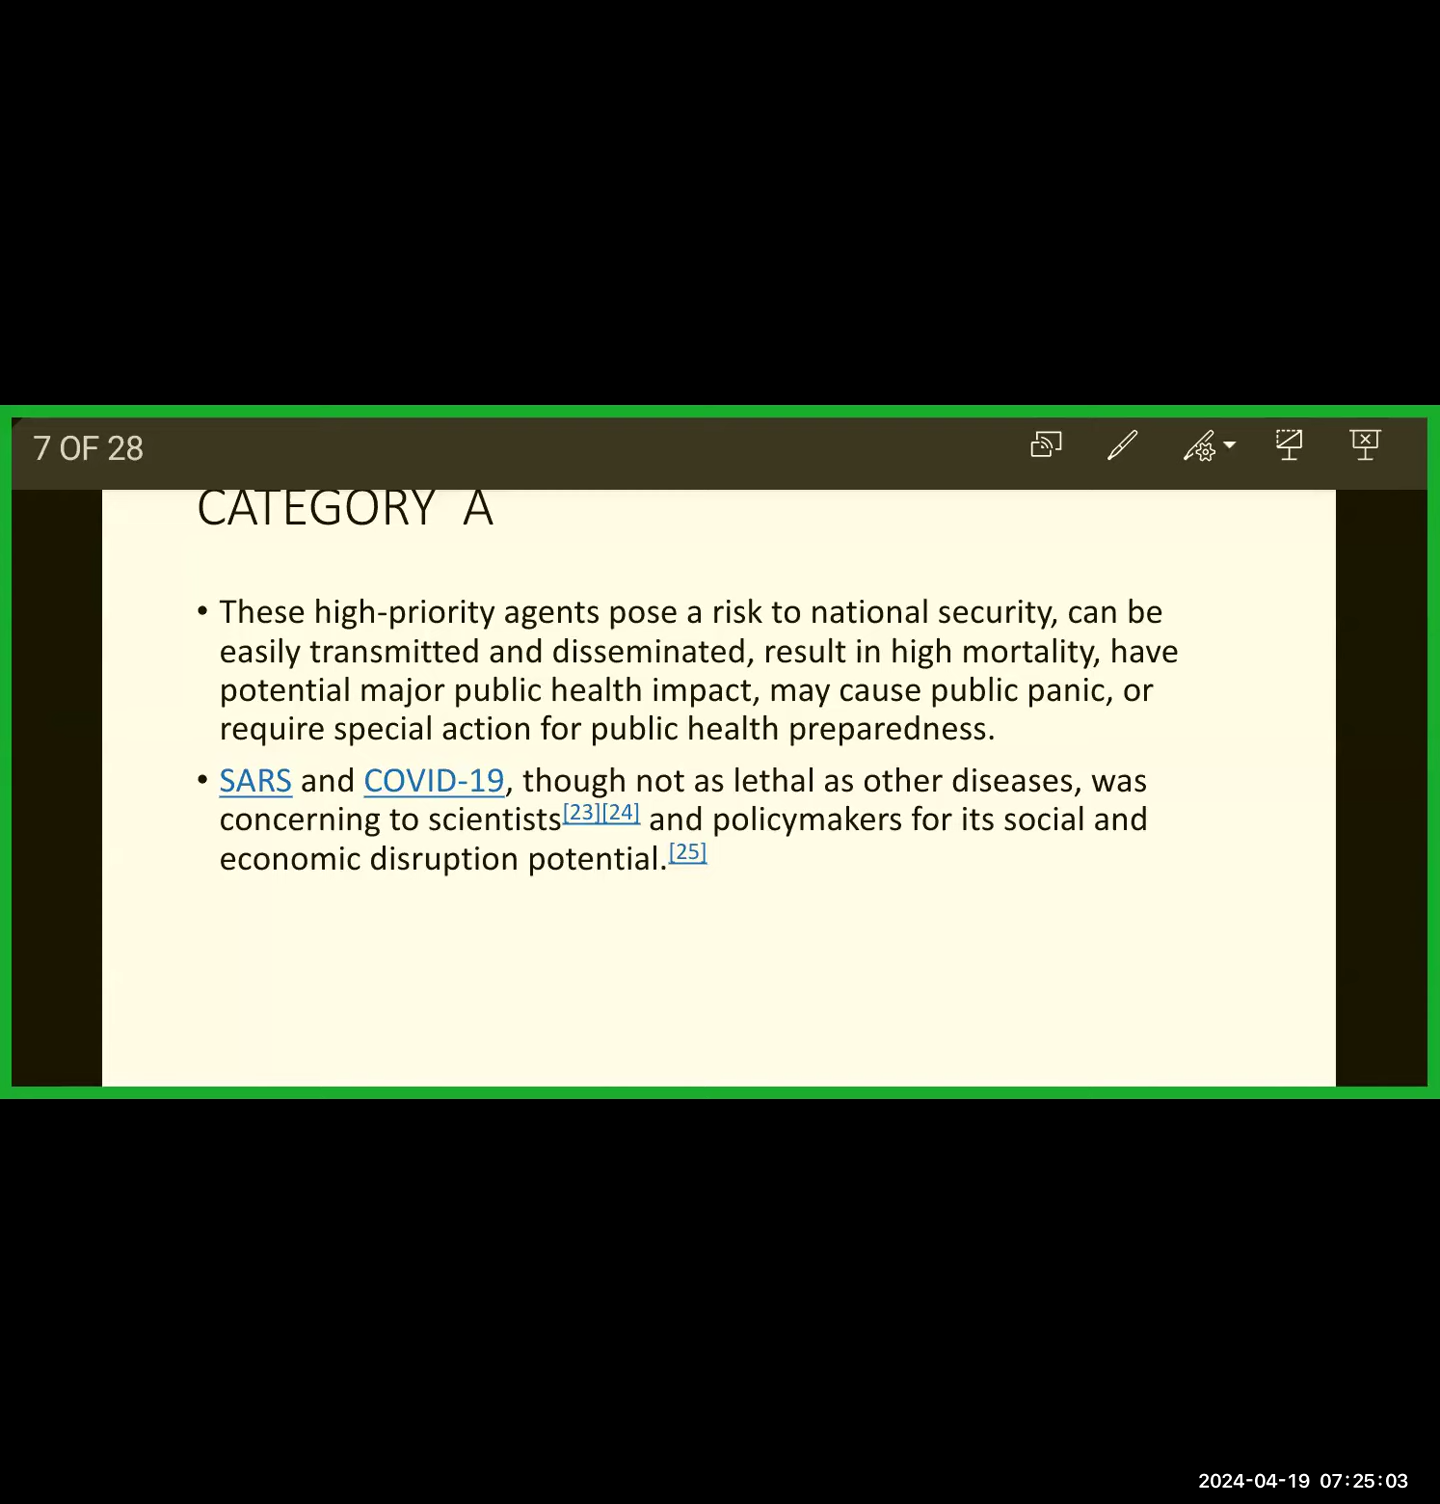 7 OF 28
CATEGORY A
• These high-priority agents pose a risk to national security, can be
easily transmitted and disseminated, result in high mortality, have
potential major public health impact, may cause public panic, or
require special action for public health preparedness.
• SARS and COVID-19, though not as lethal as other diseases, was
concerning to scientists[23][24] and policymakers for its social and
economic disruption potential.[25]
2024-04-19 07:25:03